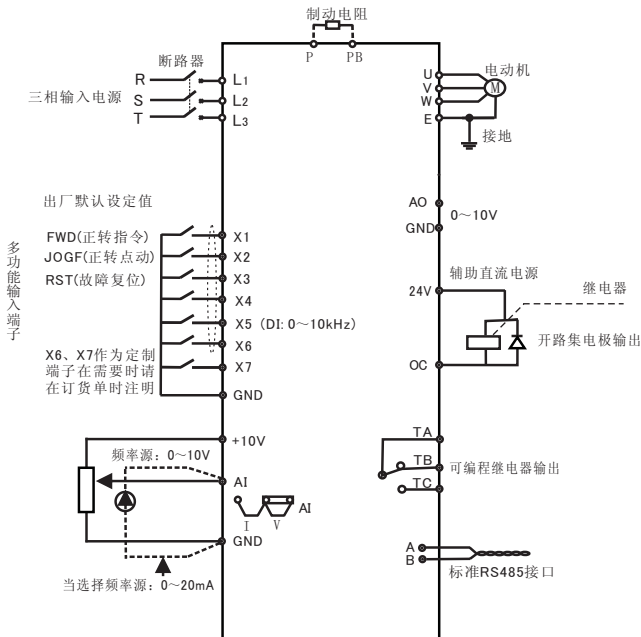 制动电阻
P PB
断路器
R L1
三相输入电源 S L2
T L3
U 电动机
V M
W
E
接地
出厂默认设定值
AO
0～10V
GND
多功能输入端子
FWD(正转指令) X1
JOGF(正转点动) X2
RST(故障复位) X3
X4
X5 (DI: 0～10kHz)
X6
X7
X6、X7作为定制
端子在需要时请
在订货单时注明
GND
辅助直流电源
24V
继电器
开路集电极输出
OC
+10V
频率源: 0～10V
AI
I V AI
GND
当选择频率源: 0～20mA
TA
TB 可编程继电器输出
TC
A
B
标准RS485接口